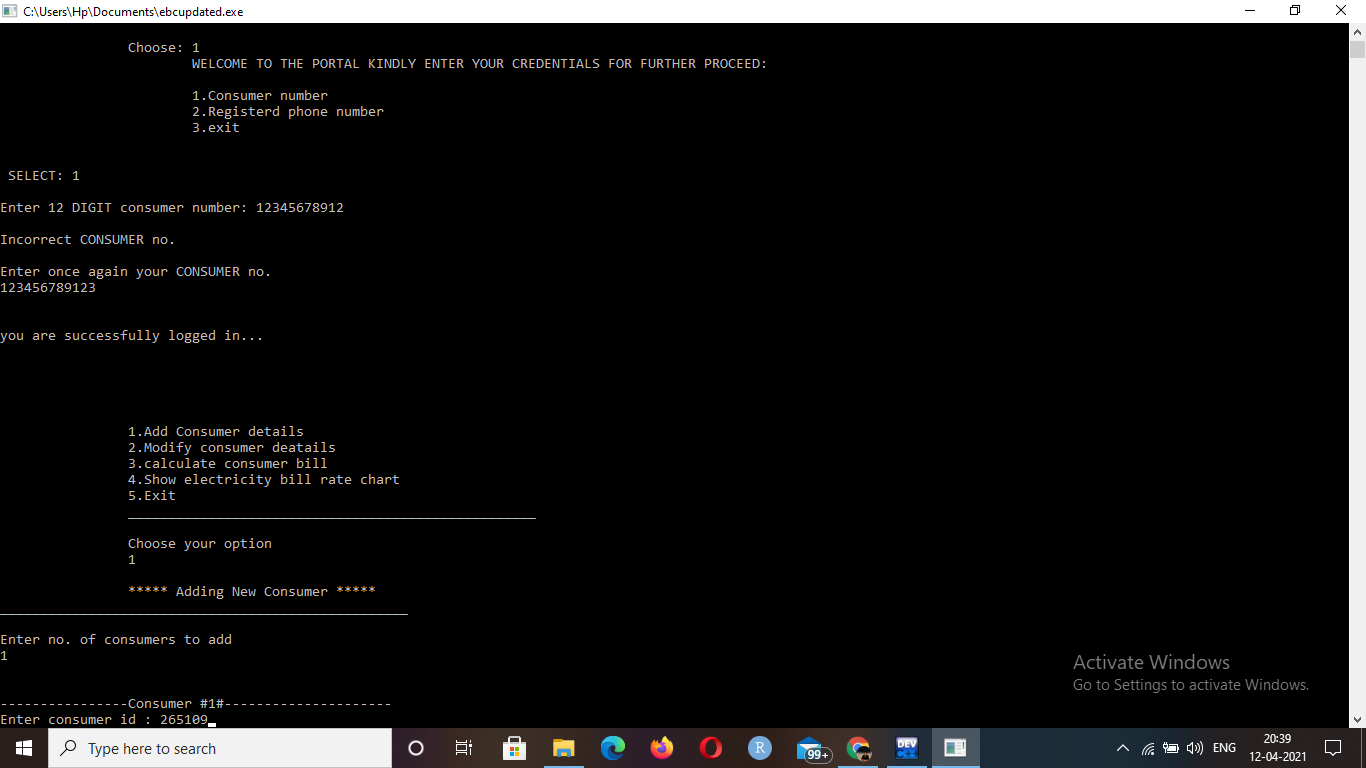 C:\Users\Hp\Documents\ebcupdated.exe
Choose: 1
WELCOME TO THE PORTAL KINDLY ENTER YOUR CREDENTIALS FOR FURTHER PROCEED:
1.Consumer number
2.Registerd phone number
3.exit
SELECT: 1
Enter 12 DIGIT consumer number: 12345678912
Incorrect CONSUMER no.
Enter once again your CONSUMER no.
123456789123
you are successfully logged in...
1.Add Consumer details
2.Modify consumer deatails
3.calculate consumer bill
4.Show electricity bill rate chart
5.Exit
___________________________________________________
Choose your option
1
***** Adding New Consumer *****
___________________________________________________
Enter no. of consumers to add
1
----------------Consumer #1#---------------------
Enter consumer id : 265109
Activate Windows
Go to Settings to activate Windows.
Type here to search
R
99+
DEV
C++
ENG
20:39
12-04-2021